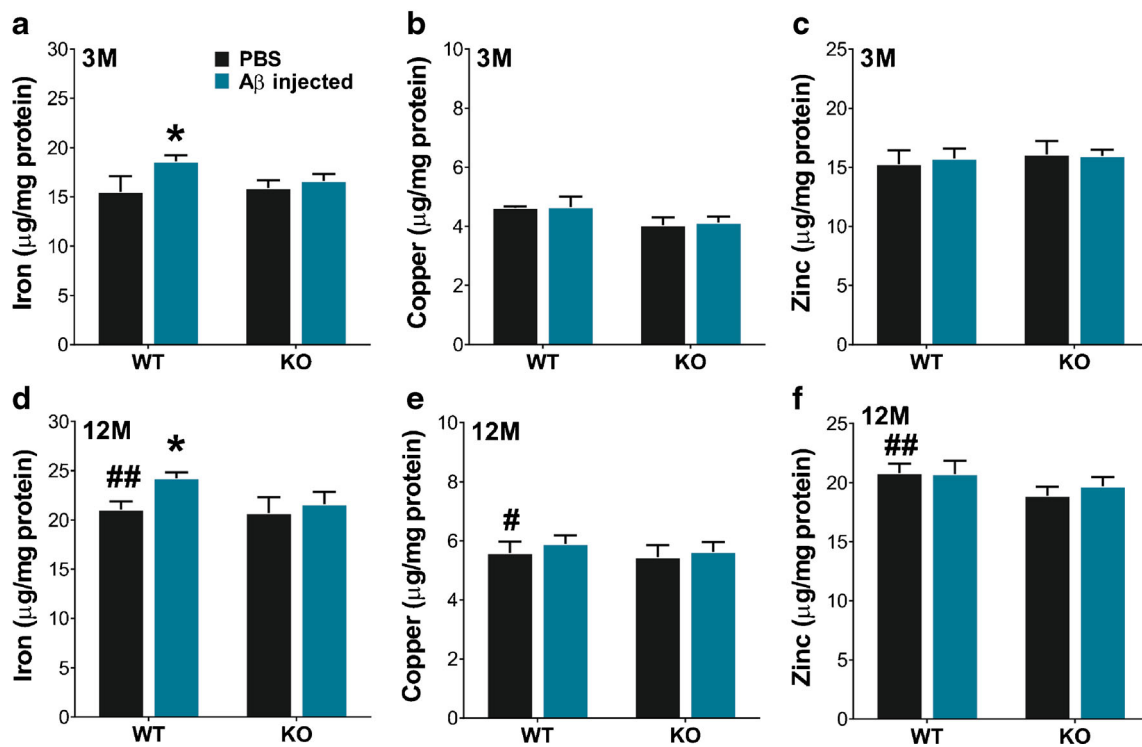 a
3M
PBS
Aβ injected
*
Iron (μg/mg protein)
30
25
20
15
10
5
0
WT
KO
b
3M
Copper (μg/mg protein)
10
8
6
4
2
0
WT
KO
c
3M
Zinc (μg/mg protein)
25
20
15
10
5
0
WT
KO
d
12M
##
*
Iron (μg/mg protein)
30
25
20
15
10
5
0
WT
KO
e
12M
#
Copper (μg/mg protein)
10
8
6
4
2
0
WT
KO
f
12M
##
Zinc (μg/mg protein)
25
20
15
10
5
0
WT
KO